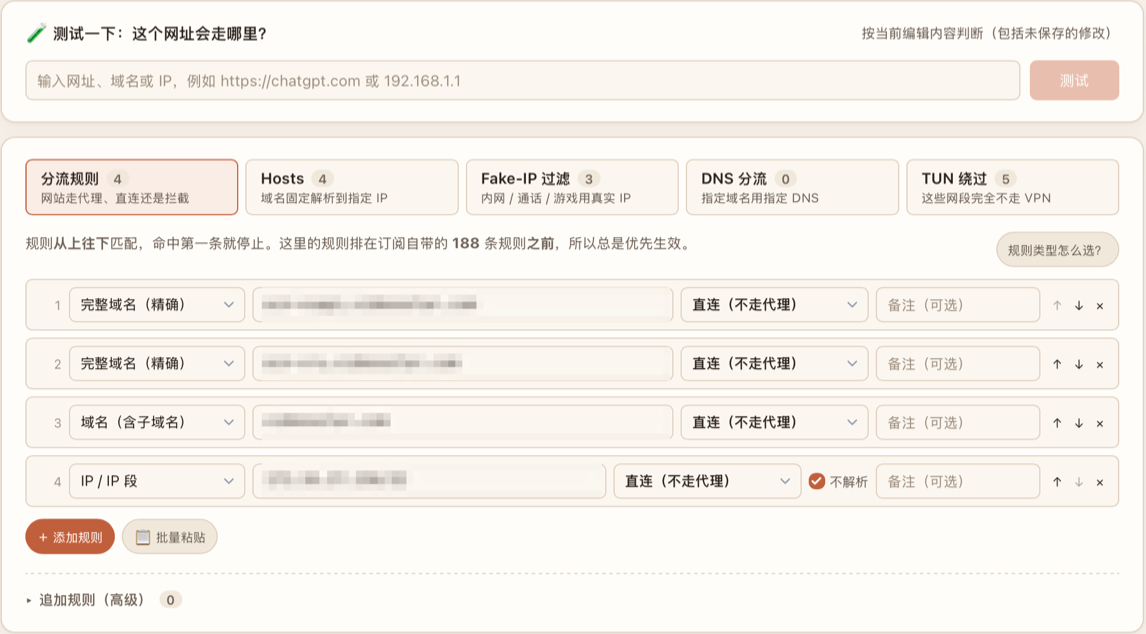 测试一下：这个网址会走哪里？
按当前编辑内容判断（包括未保存的修改）
输入网址、域名或 IP，例如 https://chatgpt.com 或 192.168.1.1
测试
分流规则 4
网站走代理、直连还是拦截
Hosts 4
域名固定解析到指定 IP
Fake-IP 过滤 3
内网 / 通话 / 游戏用真实 IP
DNS 分流 0
指定域名用指定 DNS
TUN 绕过 5
这些网段完全不走 VPN
规则从上往下匹配，命中第一条就停止。这里的规则排在订阅自带的 188 条规则之前，所以总是优先生效。
规则类型怎么选？
1 完整域名（精确） 直连（不走代理） 备注（可选） ↑ ↓ ×
2 完整域名（精确） 直连（不走代理） 备注（可选） ↑ ↓ ×
3 域名（含子域名） 直连（不走代理） 备注（可选） ↑ ↓ ×
4 IP / IP 段 直连（不走代理） 不解析 备注（可选） ↑ ↓ ×
+ 添加规则 批量粘贴
追加规则（高级） 0